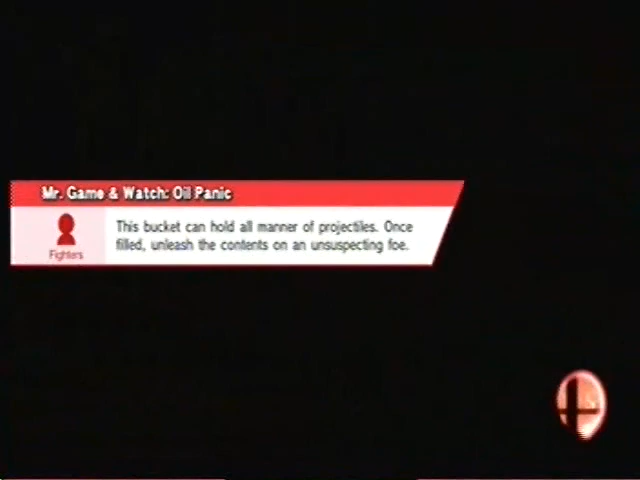 Mr. Game & Watch: Oil Panic
This bucket can hold all manner of projectiles. Once
filled, unleash the contents on an unsuspecting foe.
Fighters